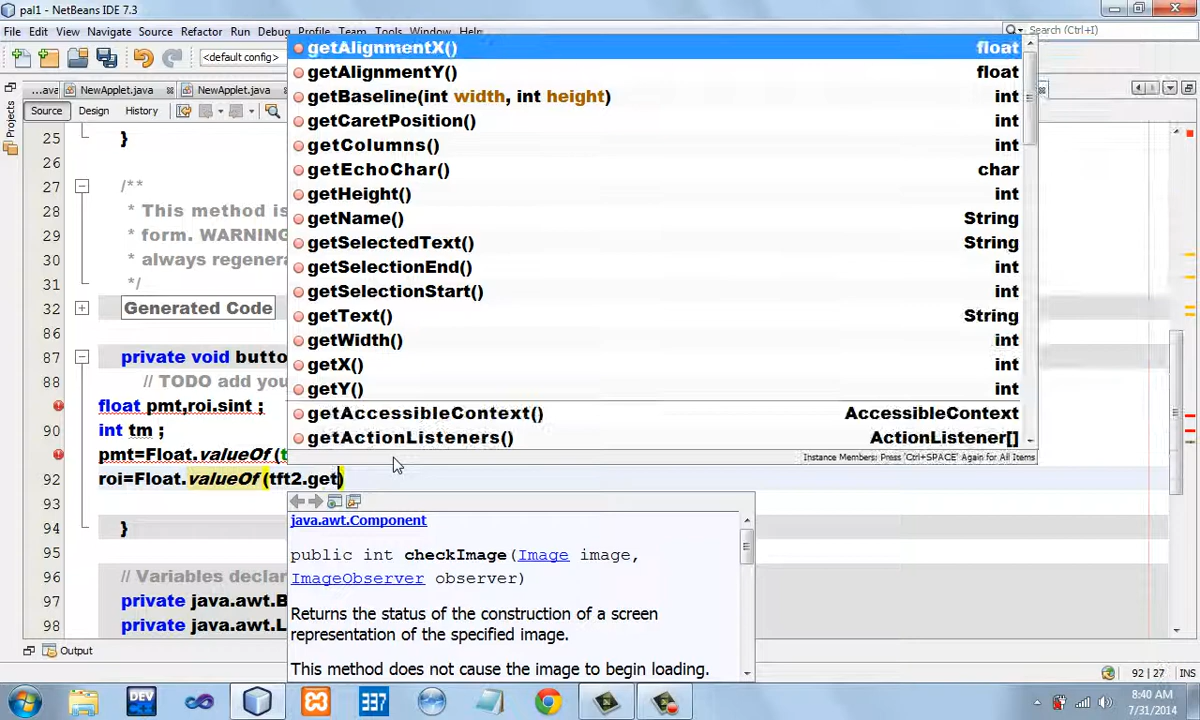 pal1 - NetBeans IDE 7.3
File Edit View Navigate Source Refactor Run Debug Profile Team Tools Window Help
Search (Ctrl+I)
<default config>
...ava NewApplet.java NewApplet.java
Source Design History
Projects
getAlignmentX() float
getAlignmentY() float
getBaseline(int width, int height) int
getCaretPosition() int
getColumns() int
getEchoChar() char
getHeight() int
getName() String
getSelectedText() String
getSelectionEnd() int
getSelectionStart() int
getText() String
getWidth() int
getX() int
getY() int
getAccessibleContext() AccessibleContext
getActionListeners() ActionListener[]
Instance Members; Press 'Ctrl+SPACE' Again for All Items
25 }
26
27 /**
28 * This method is
29 * form. WARNING
30 * always regenera
31 */
32 Generated Code
86
87 private void butto
88 // TODO add you
float pmt,roi.sint ;
90 int tm ;
pmt=Float.valueOf (t
92 roi=Float.valueOf (tft2.get)
93
94 }
95
96 // Variables declar
97 private java.awt.B
98 private java.awt.L
java.awt.Component
public int checkImage(Image image,
ImageObserver observer)
Returns the status of the construction of a screen
representation of the specified image.
This method does not cause the image to begin loading.
Output
92 | 27 INS
DEV
337
8:40 AM
7/31/2014